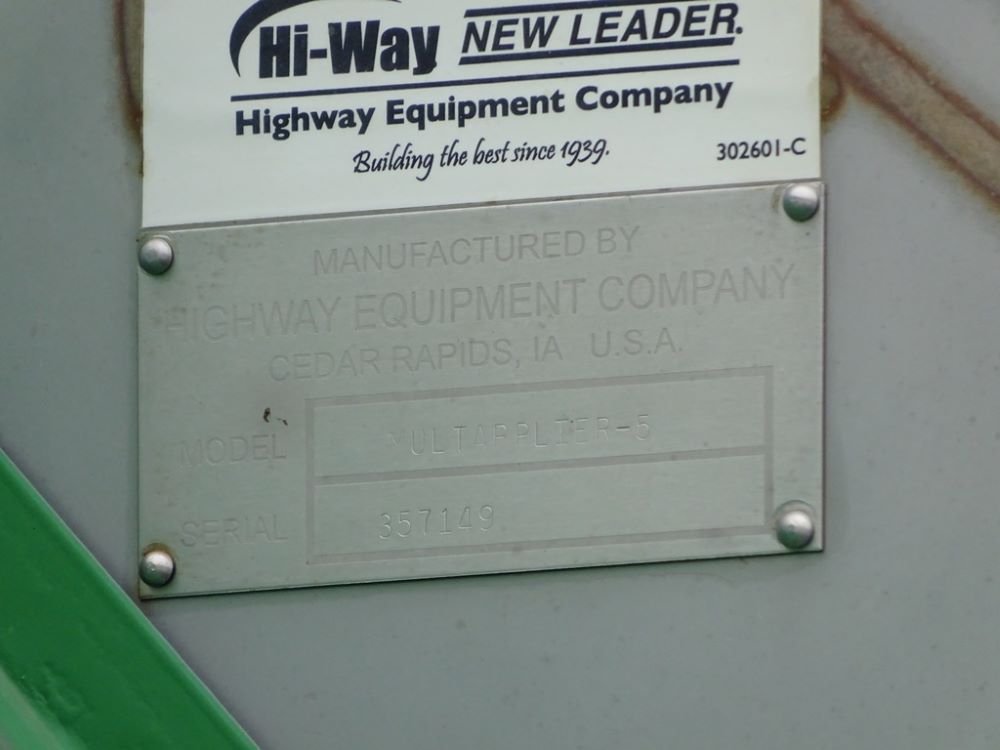 Hi-Way NEW LEADER.
Highway Equipment Company
Building the best since 1939.
302601-C
MANUFACTURED BY
HIGHWAY EQUIPMENT COMPANY
CEDAR RAPIDS, IA U.S.A.
MODEL MULTAPPLIER-5
SERIAL 357149